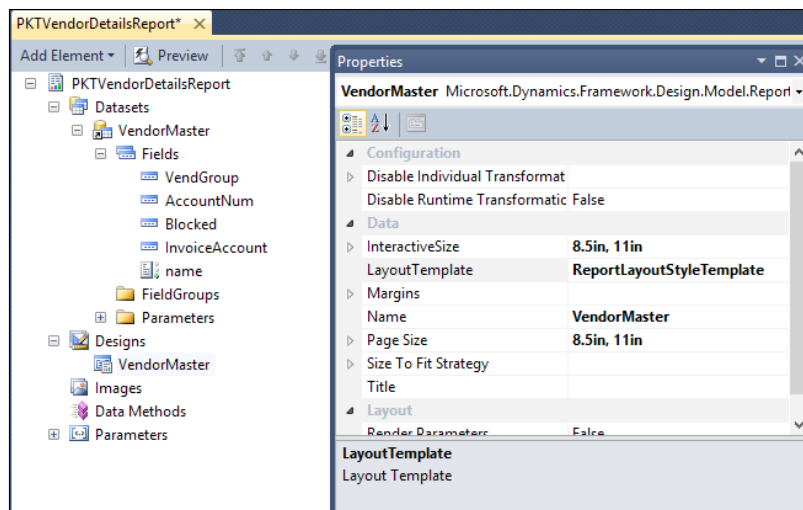 PKTVendorDetailsReport*
Add Element Preview
PKTVendorDetailsReport
Datasets
VendorMaster
Fields
VendGroup
AccountNum
Blocked
InvoiceAccount
name
FieldGroups
Parameters
Designs
VendorMaster
Images
Data Methods
Parameters
Properties
VendorMaster Microsoft.Dynamics.Framework.Design.Model.Report
Configuration
Disable Individual Transformat
Disable Runtime Transformatic False
Data
InteractiveSize 8.5in, 11in
LayoutTemplate ReportLayoutStyleTemplate
Margins
Name VendorMaster
Page Size 8.5in, 11in
Size To Fit Strategy
Title
Layout
Render Parameters False
LayoutTemplate
Layout Template